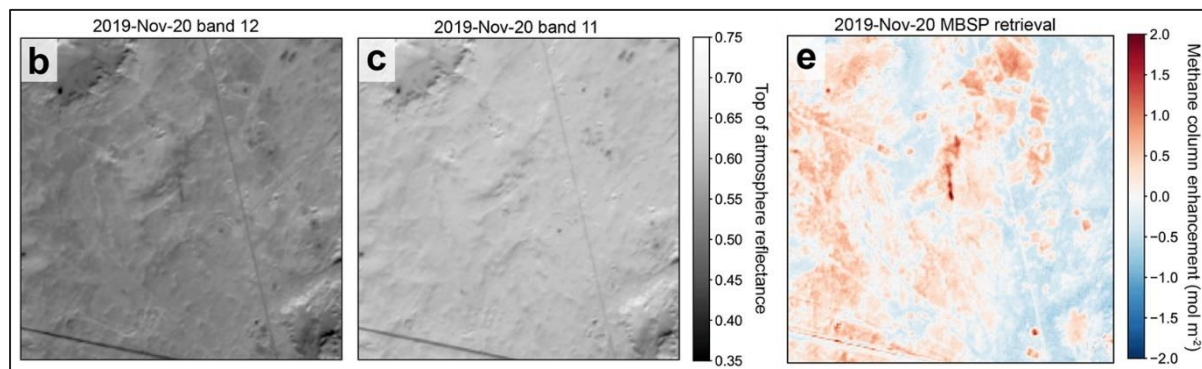 2019-Nov-20 band 12
2019-Nov-20 band 11
2019-Nov-20 MBSP retrieval
b
c
e
0.75
0.70
0.65
0.60
0.55
0.50
0.45
0.40
0.35
Top of atmosphere reflectance
2.0
1.5
1.0
0.5
0.0
−0.5
−1.0
−1.5
−2.0
Methane column enhancement (mol m⁻²)